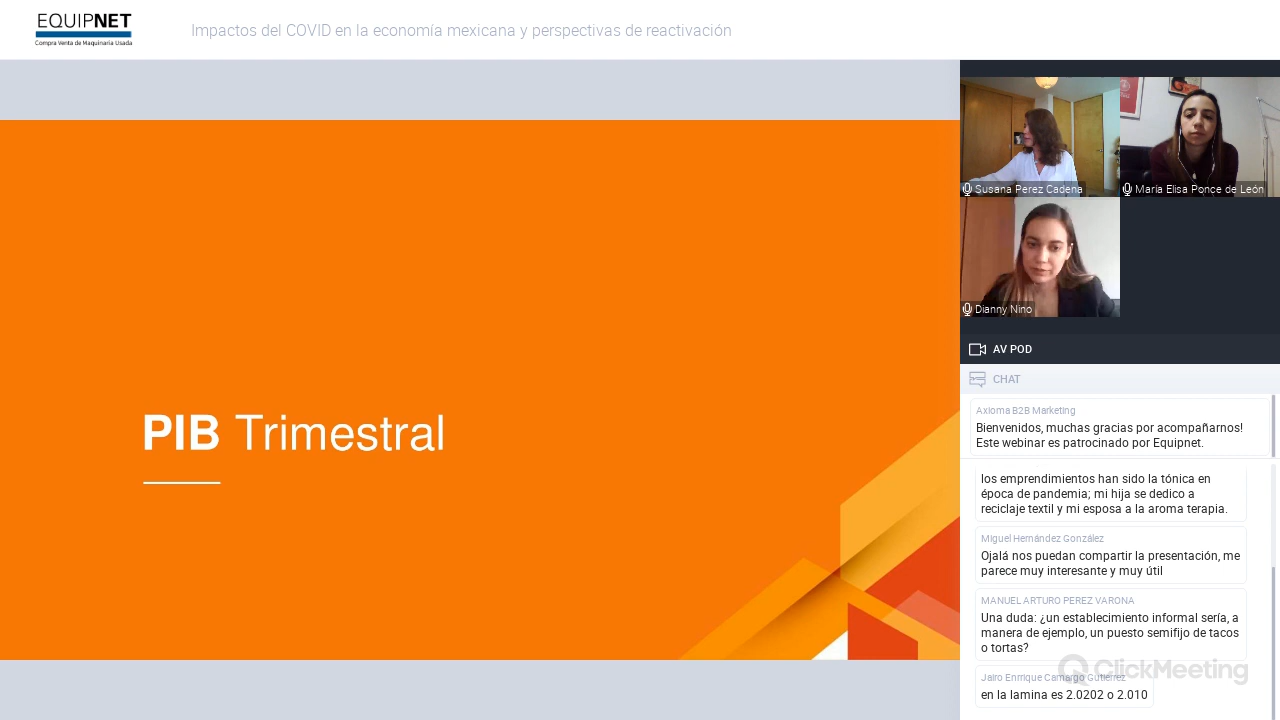 EQUIPNET
Compra Venta de Maquinaria Usada
Impactos del COVID en la economía mexicana y perspectivas de reactivación
PIB Trimestral
Susana Perez Cadena
María Elisa Ponce de León
Dianny Nino
AV POD
CHAT
Axioma B2B Marketing
Bienvenidos, muchas gracias por acompañarnos!
Este webinar es patrocinado por Equipnet.
los emprendimientos han sido la tónica en
época de pandemia; mi hija se dedico a
reciclaje textil y mi esposa a la aroma terapia.
Miguel Hernández González
Ojalá nos puedan compartir la presentación, me
parece muy interesante y muy útil
MANUEL ARTURO PEREZ VARONA
Una duda: ¿un establecimiento informal sería, a
manera de ejemplo, un puesto semifijo de tacos
o tortas?
Jairo Enrrique Camargo Gutierrez
en la lamina es 2.0202 o 2.010
ClickMeeting